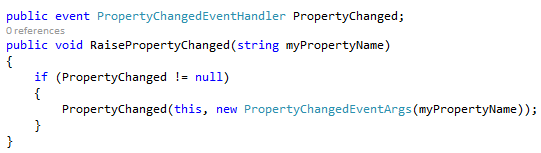 public event PropertyChangedEventHandler PropertyChanged;
0 references
public void RaisePropertyChanged(string myPropertyName)
{
if (PropertyChanged != null)
{
PropertyChanged(this, new PropertyChangedEventArgs(myPropertyName));
}
}